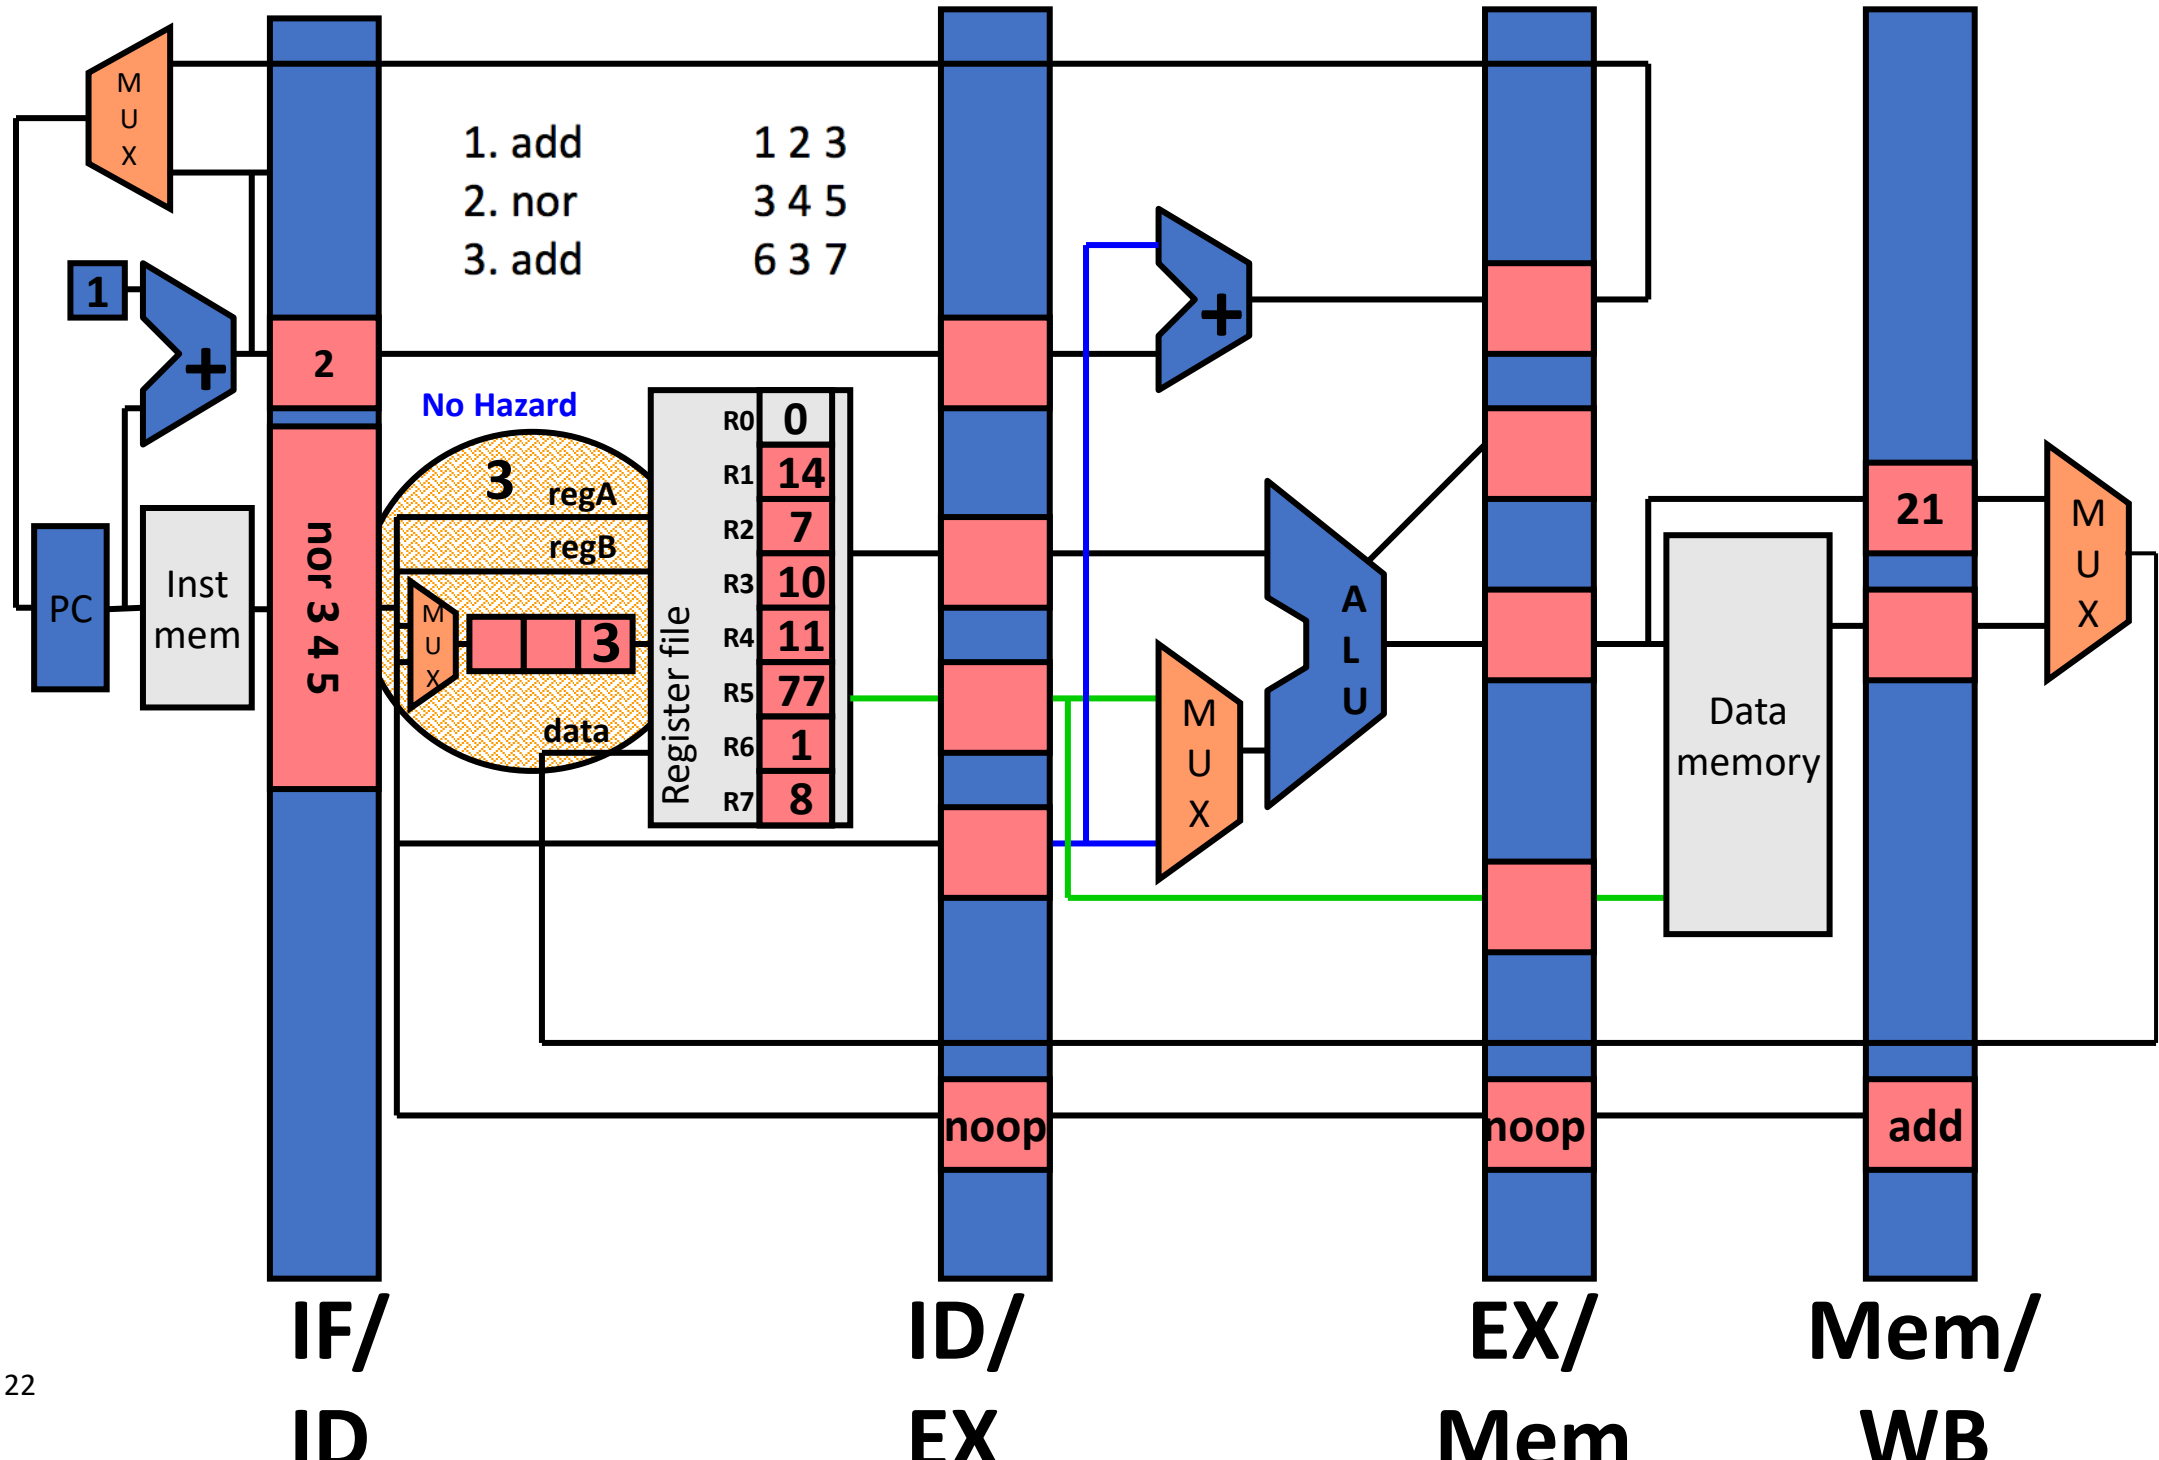 M
U
X
1. add 1 2 3
2. nor 3 4 5
3. add 6 3 7
1
+
2
+
No Hazard
3
regA
regB
M
U
X
3
data
nor 3 4 5
PC
Inst
mem
Register file
R0 0
R1 14
R2 7
R3 10
R4 11
R5 77
R6 1
R7 8
M
U
X
A
L
U
Data
memory
21
M
U
X
noop
noop
add
IF/
ID
ID/
EX
EX/
Mem
Mem/
WB
22